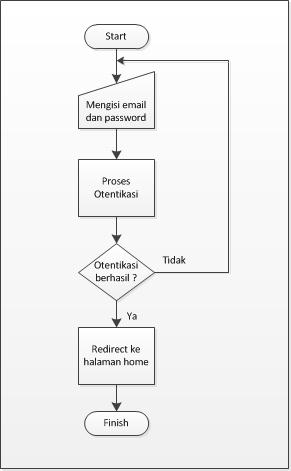 Start
Mengisi email
dan password
Proses
Otentikasi
Otentikasi
berhasil ?
Tidak
Ya
Redirect ke
halaman home
Finish